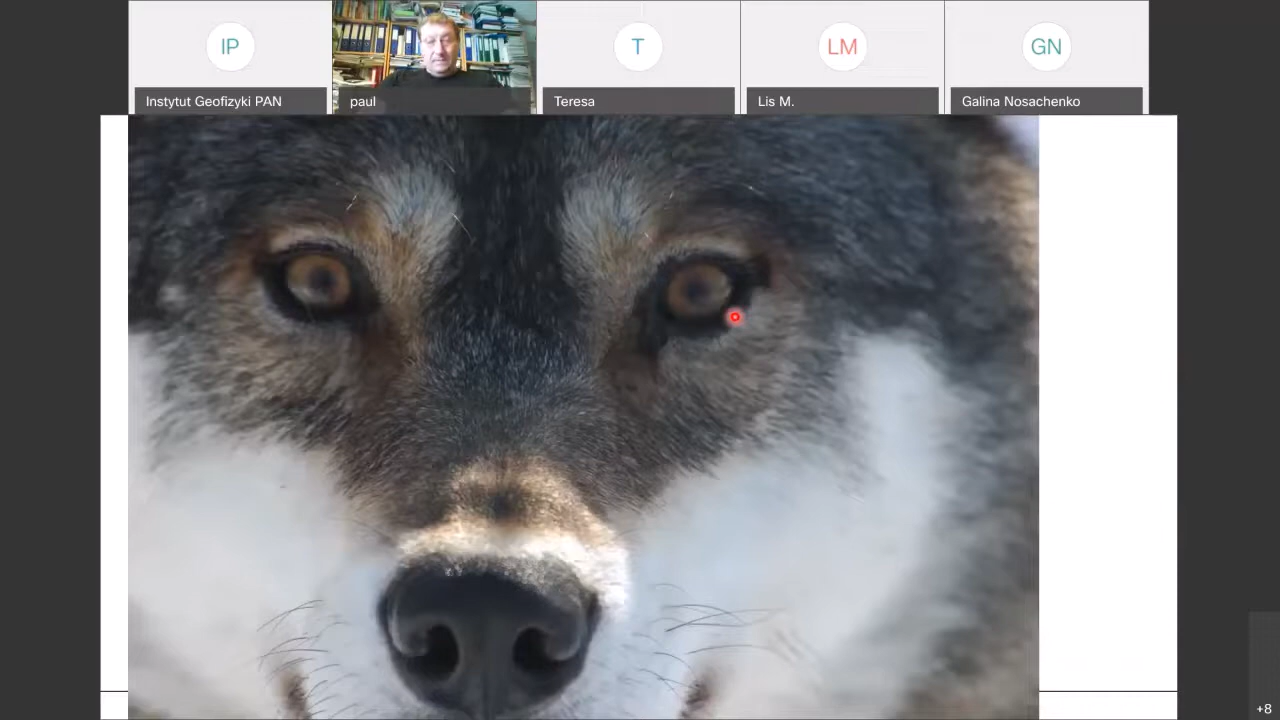 IP
T
LM
GN
Instytut Geofizyki PAN
paul
Teresa
Lis M.
Galina Nosachenko
+8